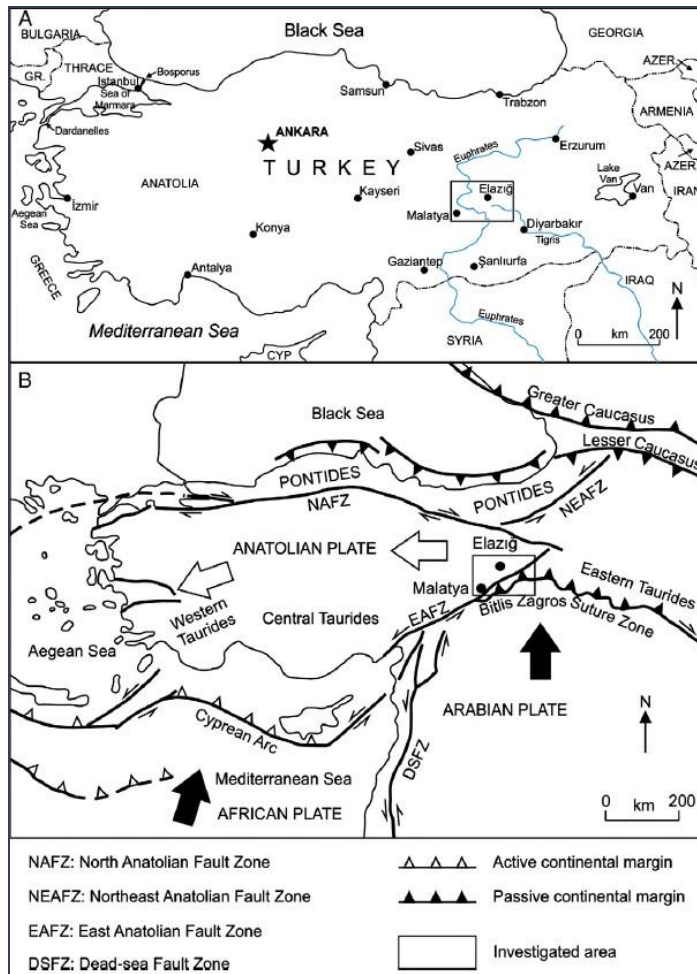 A
Black Sea
BULGARIA
GEORGIA
GR.
THRACE
Bosporus
Istanbul
Sea of
Marmara
Dardanelles
Samsun
Trabzon
AZER.
ARMENIA
AZER.
IRAN
ANKARA
Sivas
Euphrates
Erzurum
TURKEY
Lake
Van
Van
ANATOLIA
Kayseri
Elazığ
Malatya
İzmir
Aegean
Sea
Konya
Diyarbakır
Tigris
GREECE
Antalya
Gaziantep
Şanlıurfa
IRAQ
N
Mediterranean Sea
Euphrates
km
0 200
CYP
SYRIA
B
Black Sea
Greater Caucasus
Lesser Caucasus
PONTIDES
PONTIDES
NAFZ
NEAFZ
ANATOLIAN PLATE
Elazığ
Malatya
Eastern Taurides
Western
Taurides
Central Taurides
EAFZ
Bitlis Zagros Suture Zone
Aegean Sea
ARABIAN PLATE
N
Cyprean Arc
DSFZ
Mediterranean Sea
AFRICAN PLATE
0 km 200
NAFZ: North Anatolian Fault Zone
Active continental margin
NEAFZ: Northeast Anatolian Fault Zone
Passive continental margin
EAFZ: East Anatolian Fault Zone
Investigated area
DSFZ: Dead-sea Fault Zone